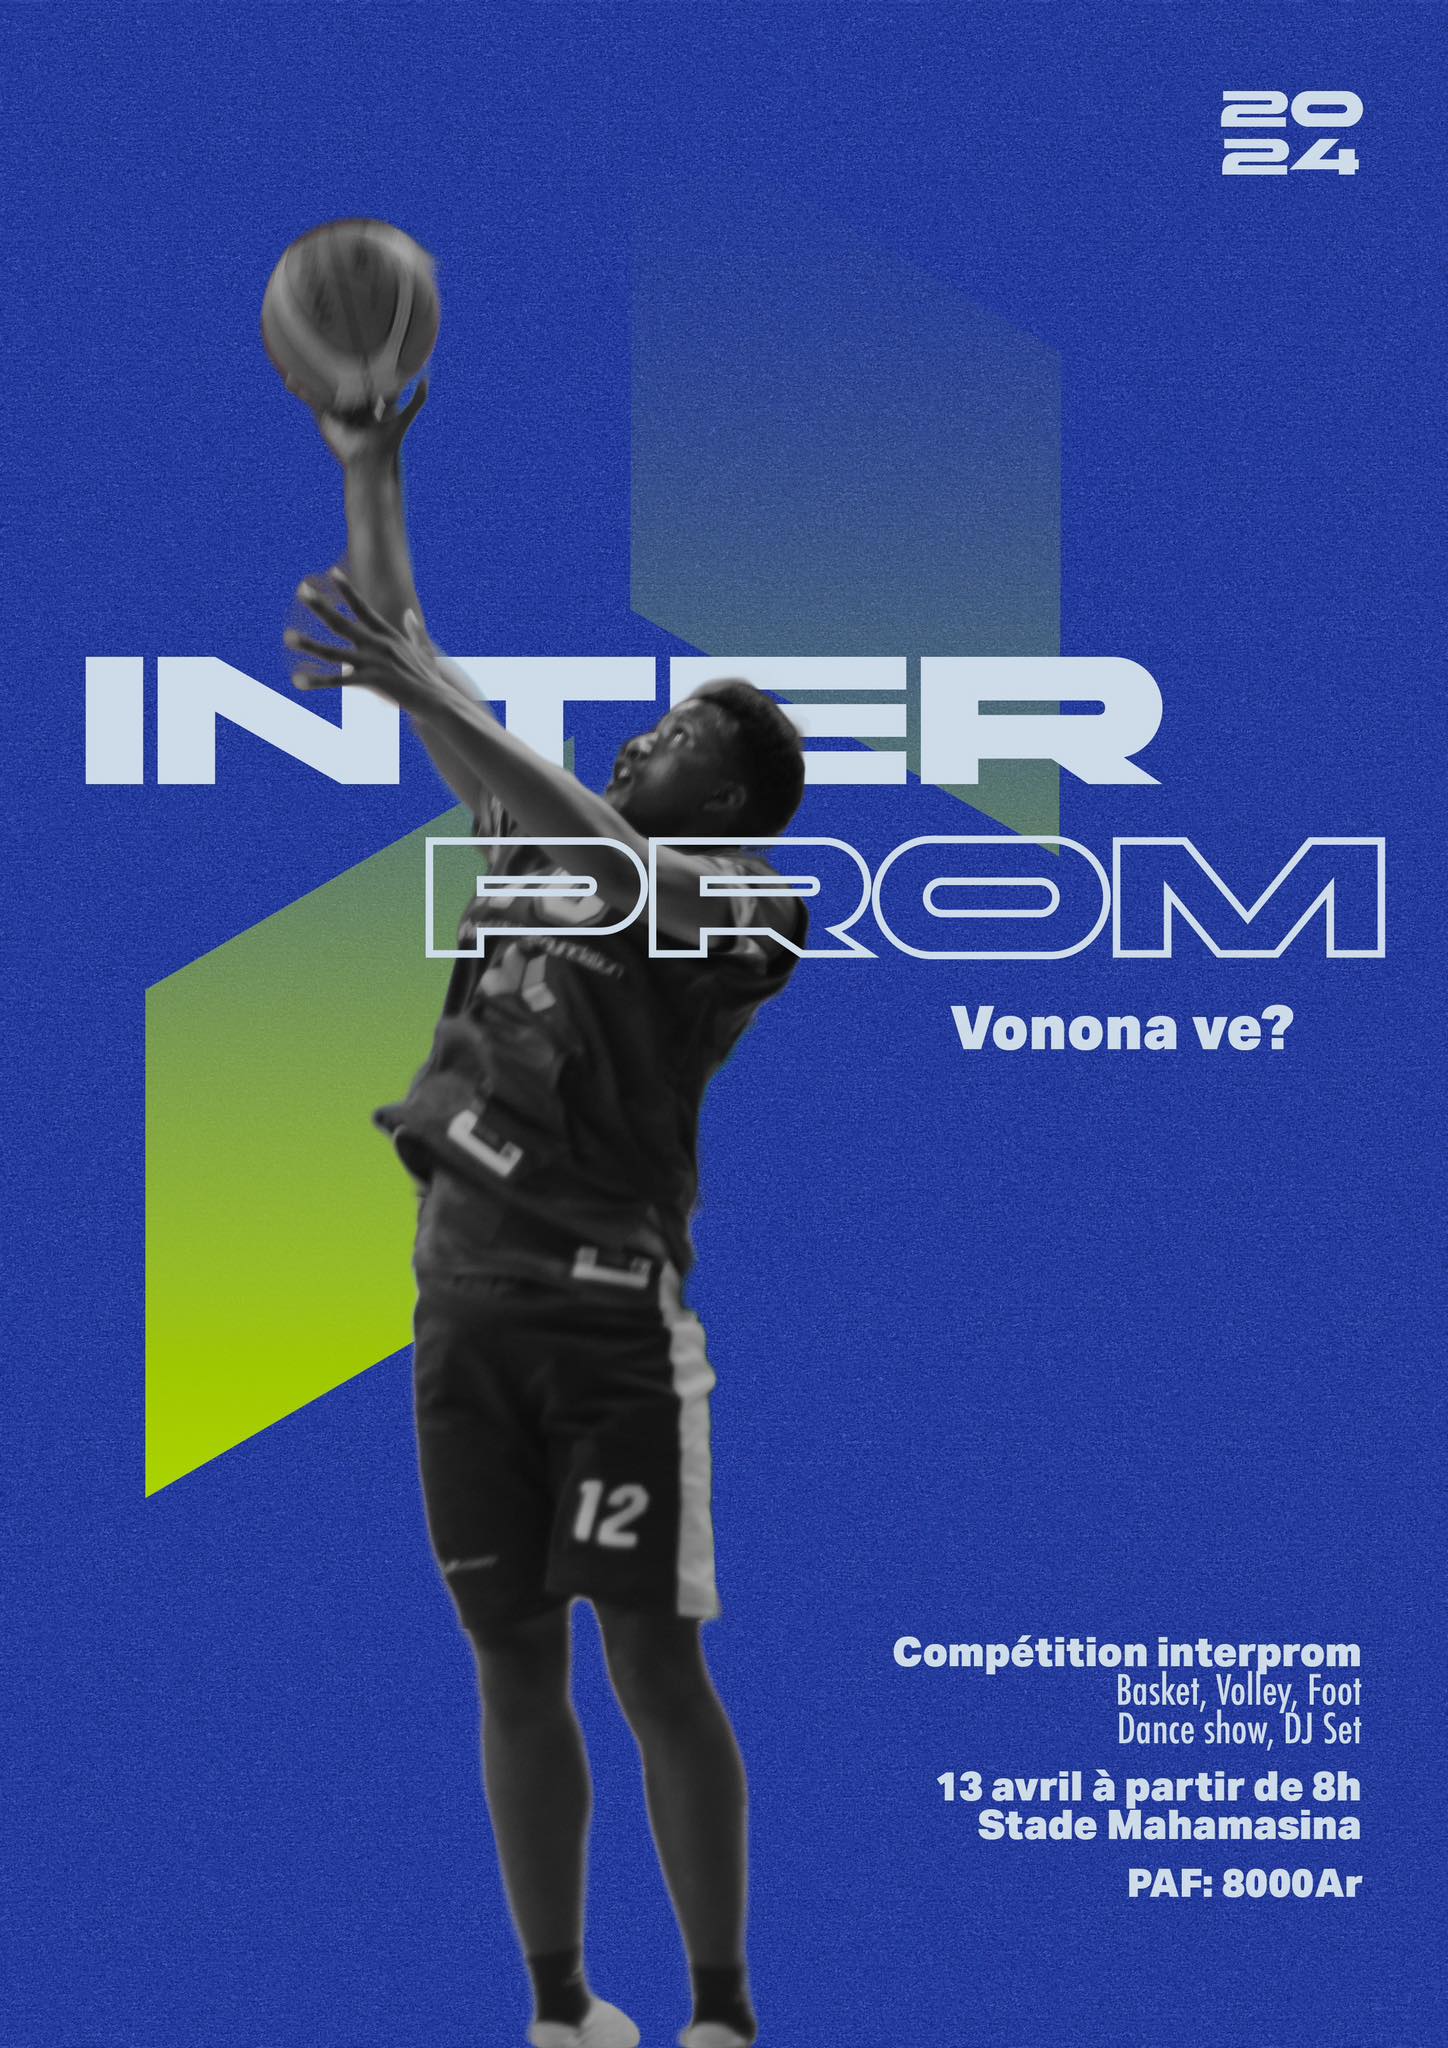 20
24
INTER
PROM
Vonona ve?
12
Compétition interprom
Basket, Volley, Foot
Dance show, DJ Set
13 avril à partir de 8h
Stade Mahamasina
PAF: 8000Ar